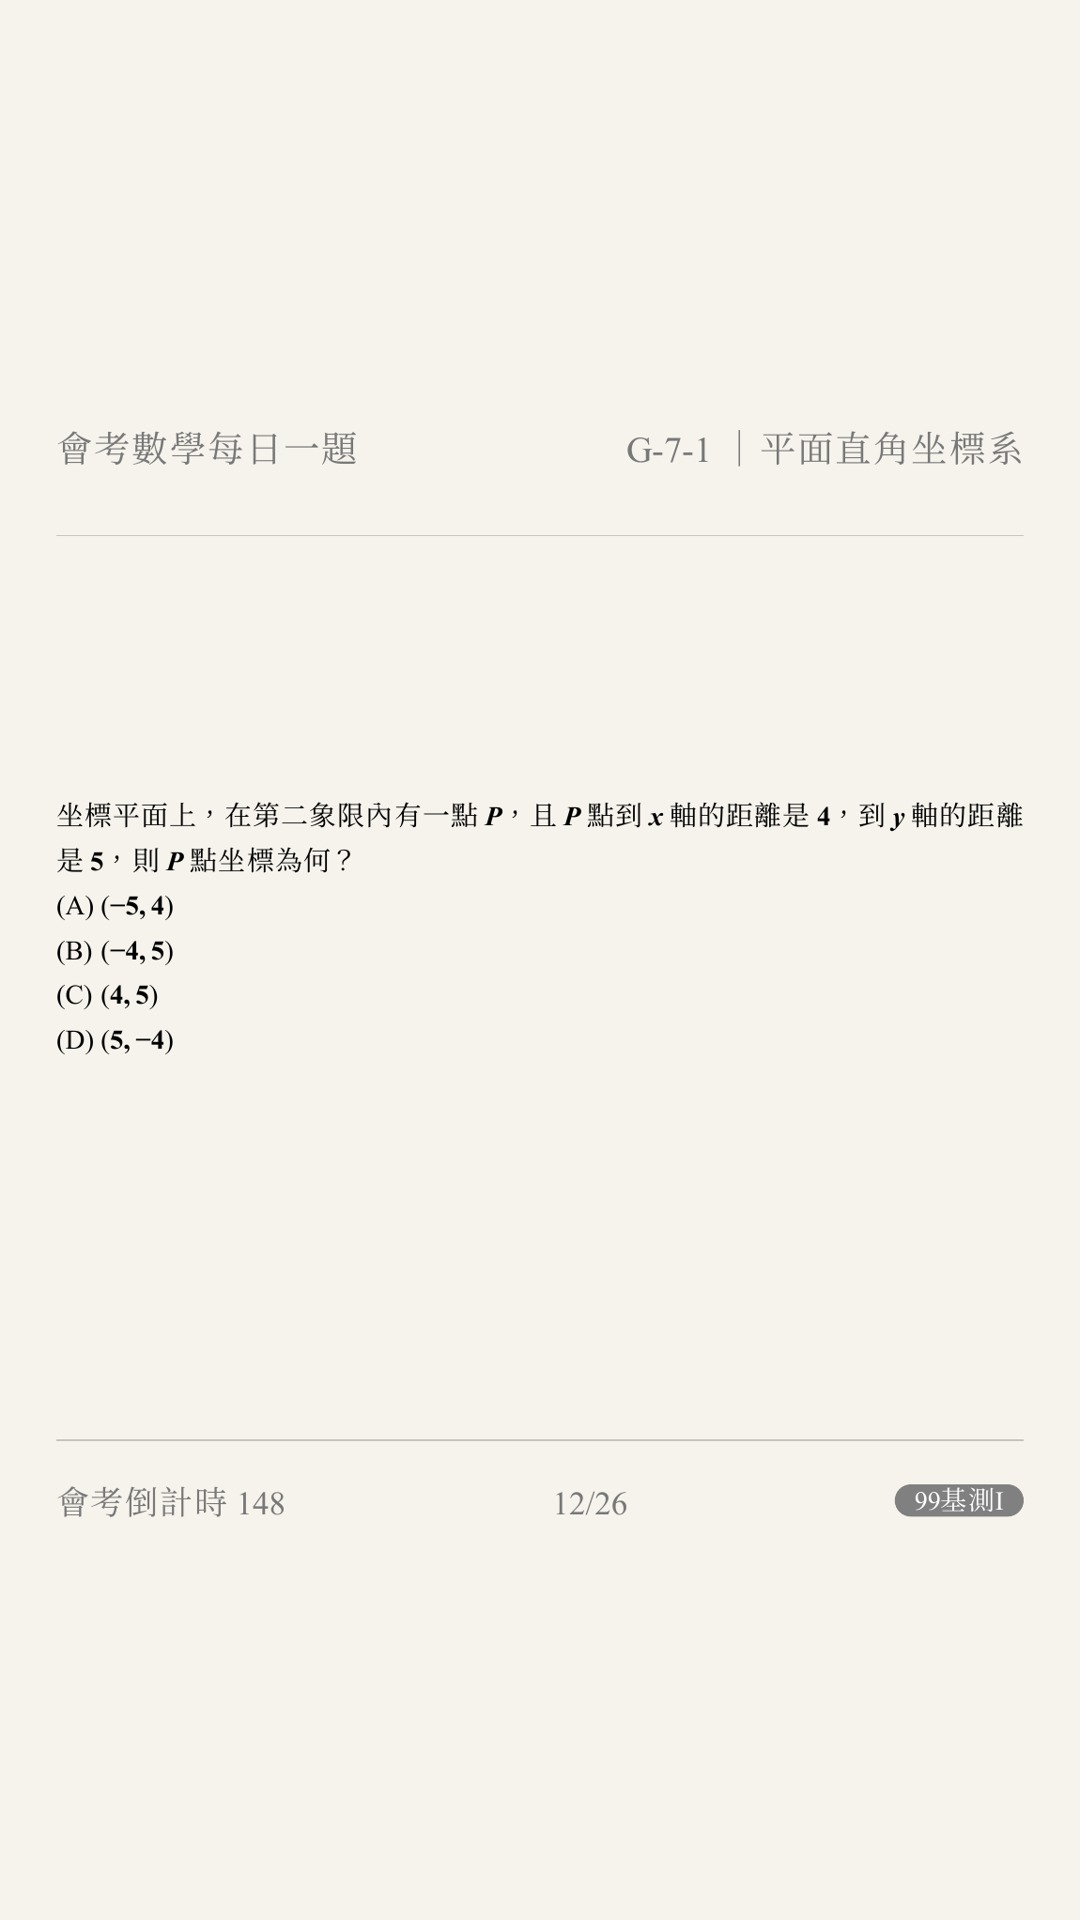 會考數學每日一題
G-7-1｜平面直角坐標系
坐標平面上，在第二象限內有一點 P，且 P 點到 x 軸的距離是 4，到 y 軸的距離
是 5，則 P 點坐標為何？
(A) (−5, 4)
(B) (−4, 5)
(C) (4, 5)
(D) (5, −4)
會考倒計時 148
12/26
99基測I